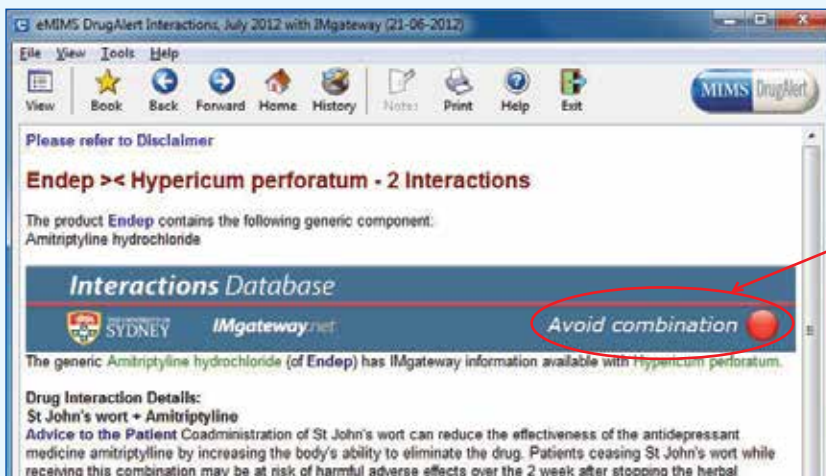 eMIMS DrugAlert Interactions, July 2012 with IMgateway (21-06-2012)
File View Tools Help
View Book Back Forward Home History Notes Print Help Exit MIMS DrugAlert
Please refer to Disclaimer
Endep >< Hypericum perforatum - 2 Interactions
The product Endep contains the following generic component:
Amitriptyline hydrochloride
Interactions Database
THE UNIVERSITY OF
SYDNEY IMgateway.net Avoid combination
The generic Amitriptyline hydrochloride (of Endep) has IMgateway information available with Hypericum perforatum.
Drug Interaction Details:
St John's wort + Amitriptyline
Advice to the Patient Coadministration of St John's wort can reduce the effectiveness of the antidepressant
medicine amitriptylline by increasing the body's ability to eliminate the drug. Patients ceasing St John's wort while
receiving this combination may be at risk of harmful adverse effects over the 2 week after stopping the herbal